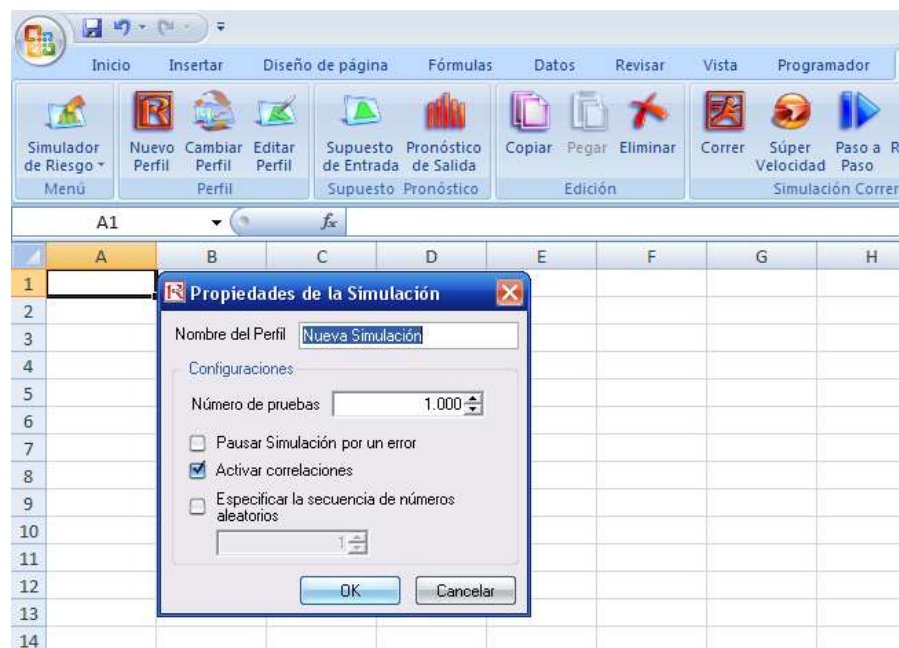 Inicio Insertar Diseño de página Fórmulas Datos Revisar Vista Programador
Simulador de Riesgo
Nuevo Perfil
Cambiar Perfil
Editar Perfil
Supuesto de Entrada
Pronóstico de Salida
Copiar
Pegar
Eliminar
Correr
Súper Velocidad
Paso a Paso
R
Menú Perfil Supuesto Pronóstico Edición Simulación Correr
A1 fx
A B C D E F G H
1
2
3
4
5
6
7
8
9
10
11
12
13
14
Propiedades de la Simulación
Nombre del Perfil Nueva Simulación
Configuraciones
Número de pruebas 1.000
Pausar Simulación por un error
Activar correlaciones
Especificar la secuencia de números
aleatorios
1
OK Cancelar